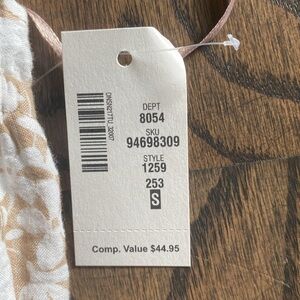 DEPT
8054
SKU
94698309
STYLE
1259
253
S
Comp. Value $44.95